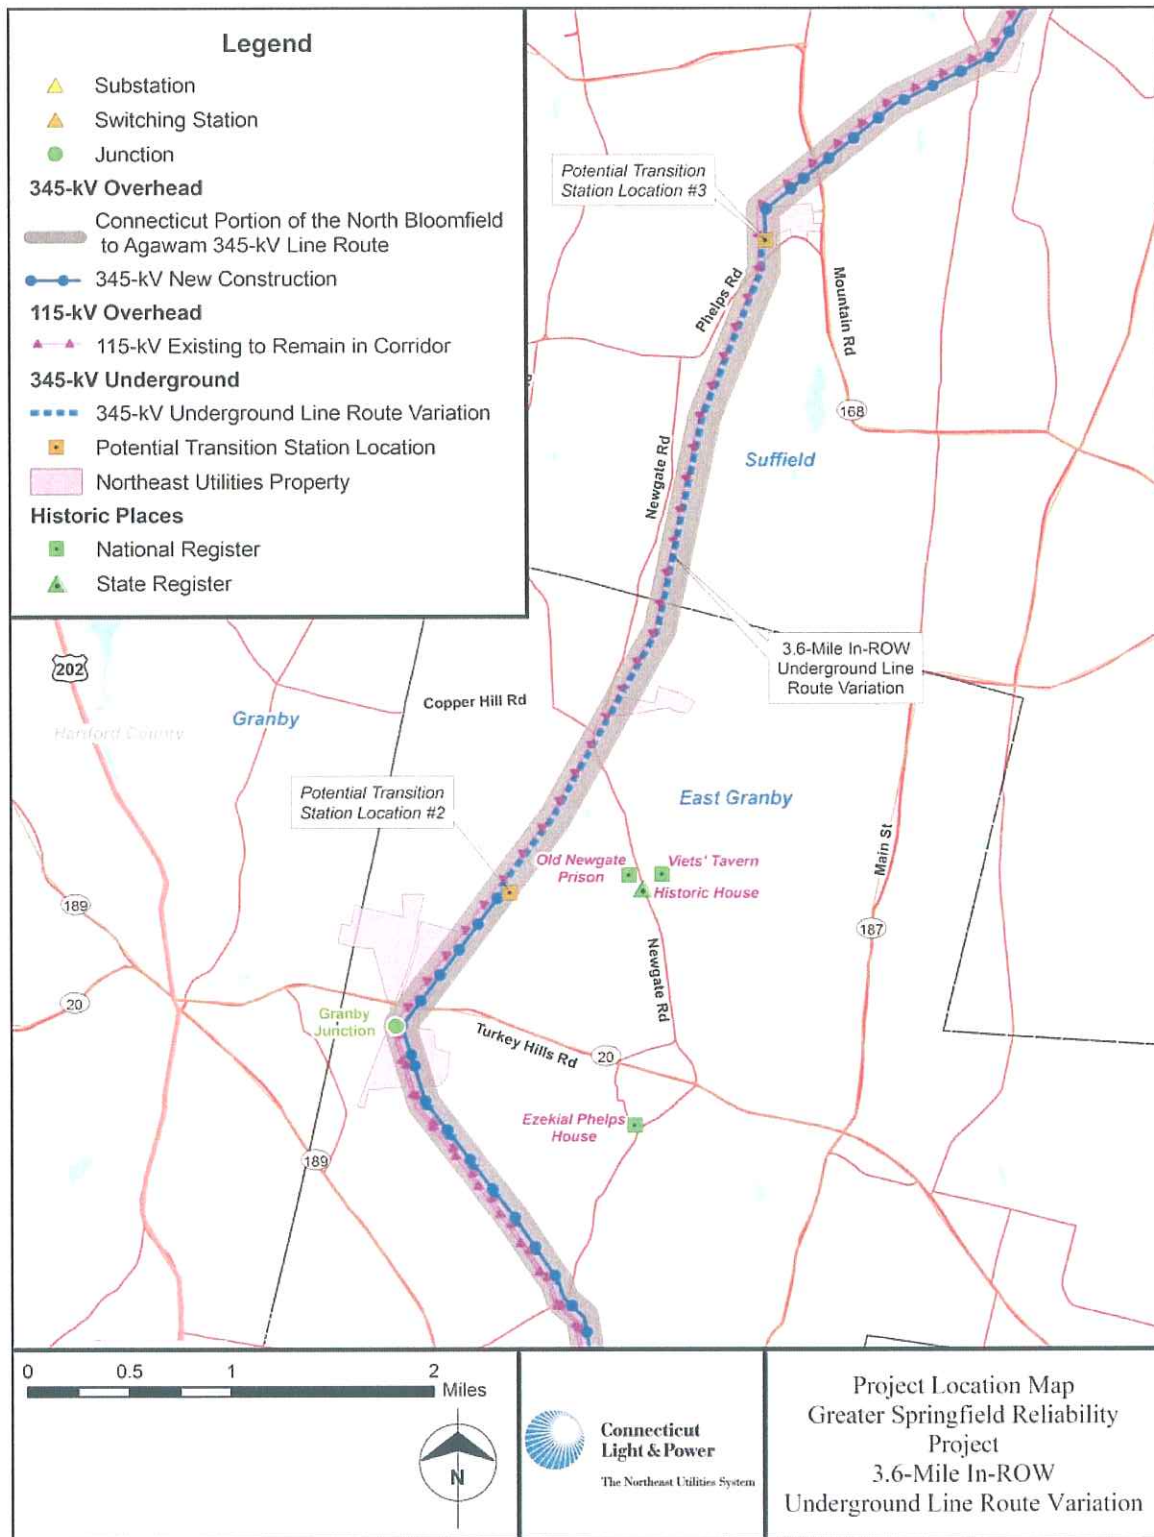 Legend
Substation
Switching Station
Junction
345-kV Overhead
Connecticut Portion of the North Bloomfield
to Agawam 345-kV Line Route
345-kV New Construction
115-kV Overhead
115-kV Existing to Remain in Corridor
345-kV Underground
345-kV Underground Line Route Variation
Potential Transition Station Location
Northeast Utilities Property
Historic Places
National Register
State Register
Potential Transition
Station Location #3
Phelps Rd
Mountain Rd
168
Newgate Rd
Suffield
3.6-Mile In-ROW
Underground Line
Route Variation
202
Copper Hill Rd
Granby
Hartford County
Potential Transition
Station Location #2
East Granby
Main St
Old Newgate
Prison
Viets' Tavern
Historic House
189
187
Newgate Rd
20
Granby
Junction
Turkey Hills Rd
20
Ezekial Phelps
House
189
0 0.5 1 2
Miles
N
Connecticut
Light & Power
The Northeast Utilities System
Project Location Map
Greater Springfield Reliability
Project
3.6-Mile In-ROW
Underground Line Route Variation